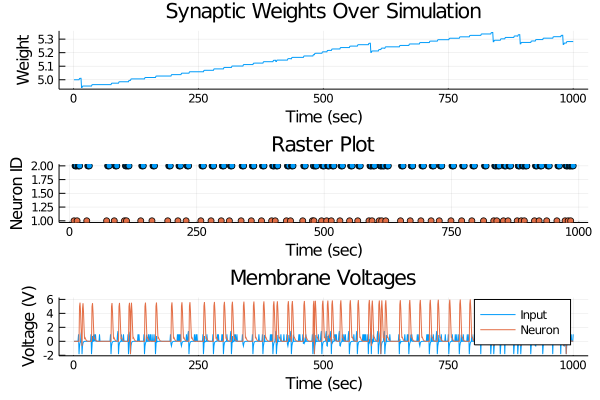 Synaptic Weights Over Simulation
Weight
5.3
5.2
5.1
5.0
0
250
500
750
1000
Time (sec)
Raster Plot
Neuron ID
2.00
1.75
1.50
1.25
1.00
0
250
500
750
1000
Time (sec)
Membrane Voltages
Voltage (V)
6
4
2
0
-2
Input
Neuron
0
250
500
750
1000
Time (sec)